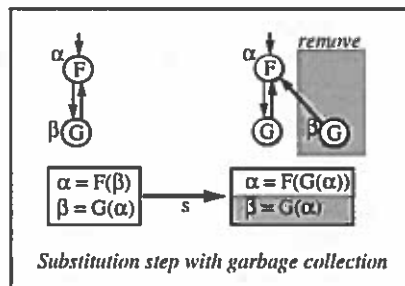 remove
α F α F
β G G β G
α = F(β) α = F(G(α))
β = G(α) s β = G(α)
Substitution step with garbage collection